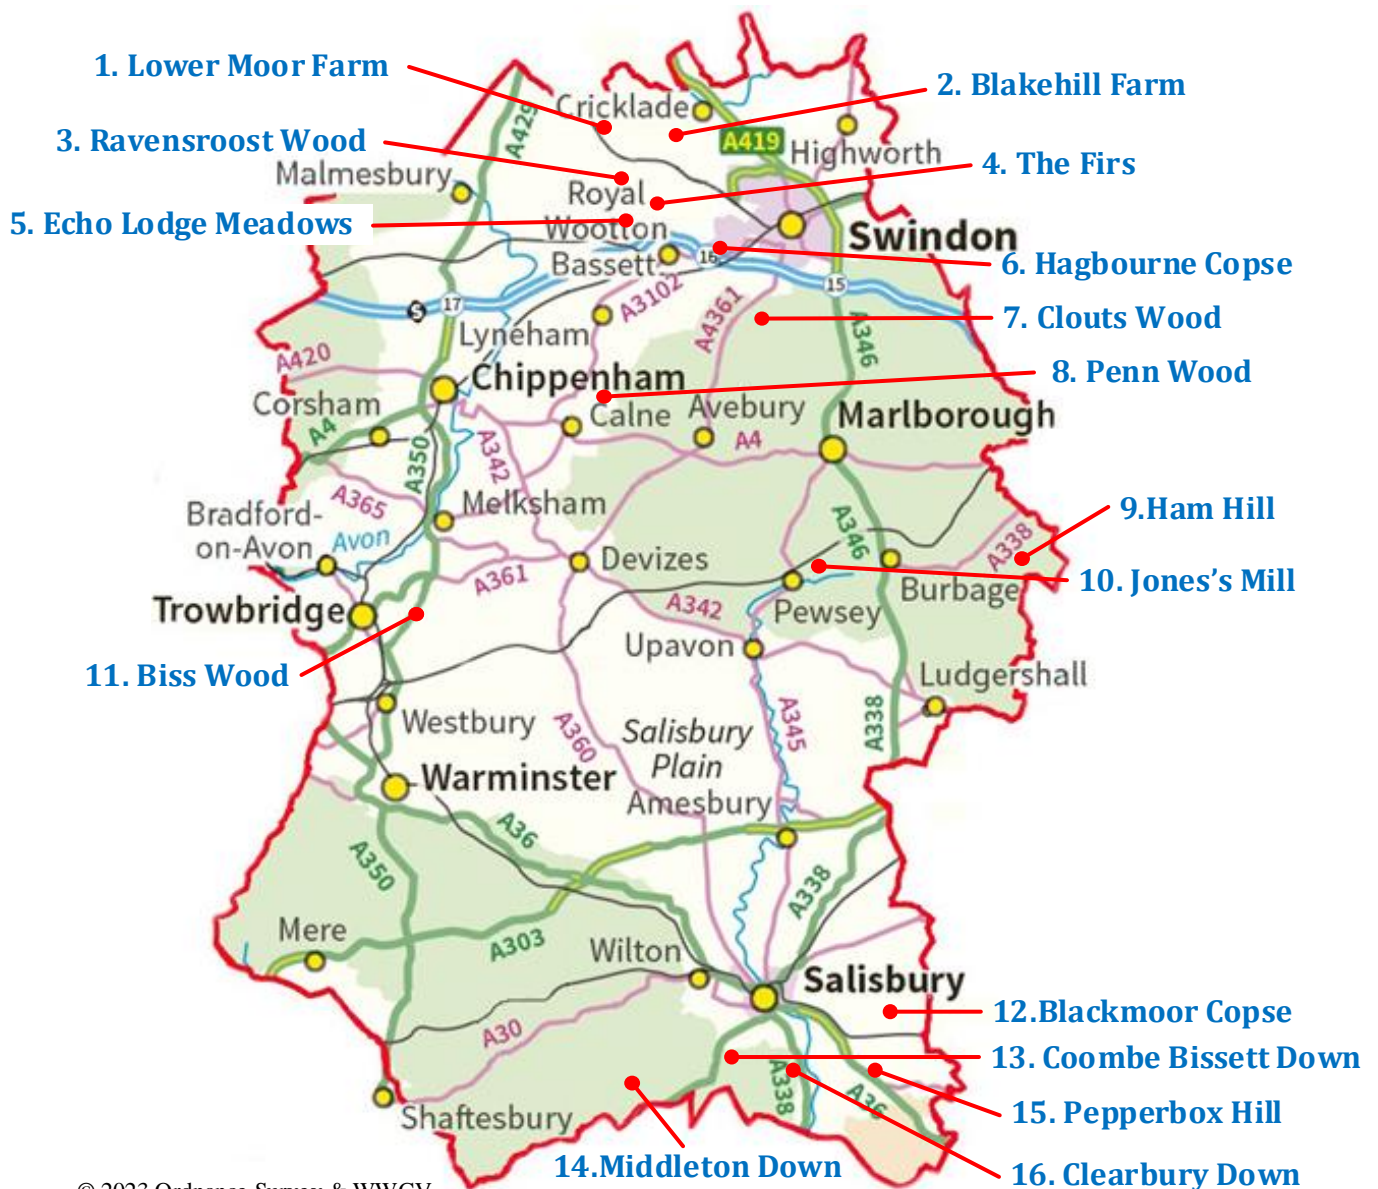 1. Lower Moor Farm
2. Blakehill Farm
Cricklade
A429
A419
3. Ravensroost Wood
Highworth
4. The Firs
Malmesbury
Royal
Wootton
Bassett
5. Echo Lodge Meadows
Swindon
16
6. Hagbourne Copse
15
17
S
A3102
A4361
7. Clouts Wood
Lyneham
A346
A420
Chippenham
8. Penn Wood
Corsham
Calne
Avebury
Marlborough
A4
A4
A350
A342
Melksham
A365
9.Ham Hill
Bradford-
on-Avon
Avon
A346
A338
Devizes
10. Jones's Mill
A361
Burbage
Trowbridge
A342
Pewsey
Upavon
11. Biss Wood
Ludgershall
Westbury
A360
Salisbury
Plain
A345
A338
Warminster
Amesbury
A36
A350
A338
Mere
A303
Wilton
Salisbury
12.Blackmoor Copse
A30
13. Coombe Bissett Down
A338
A36
15. Pepperbox Hill
Shaftesbury
14.Middleton Down
16. Clearbury Down
© 2023 Ordnance Survey & WWCV